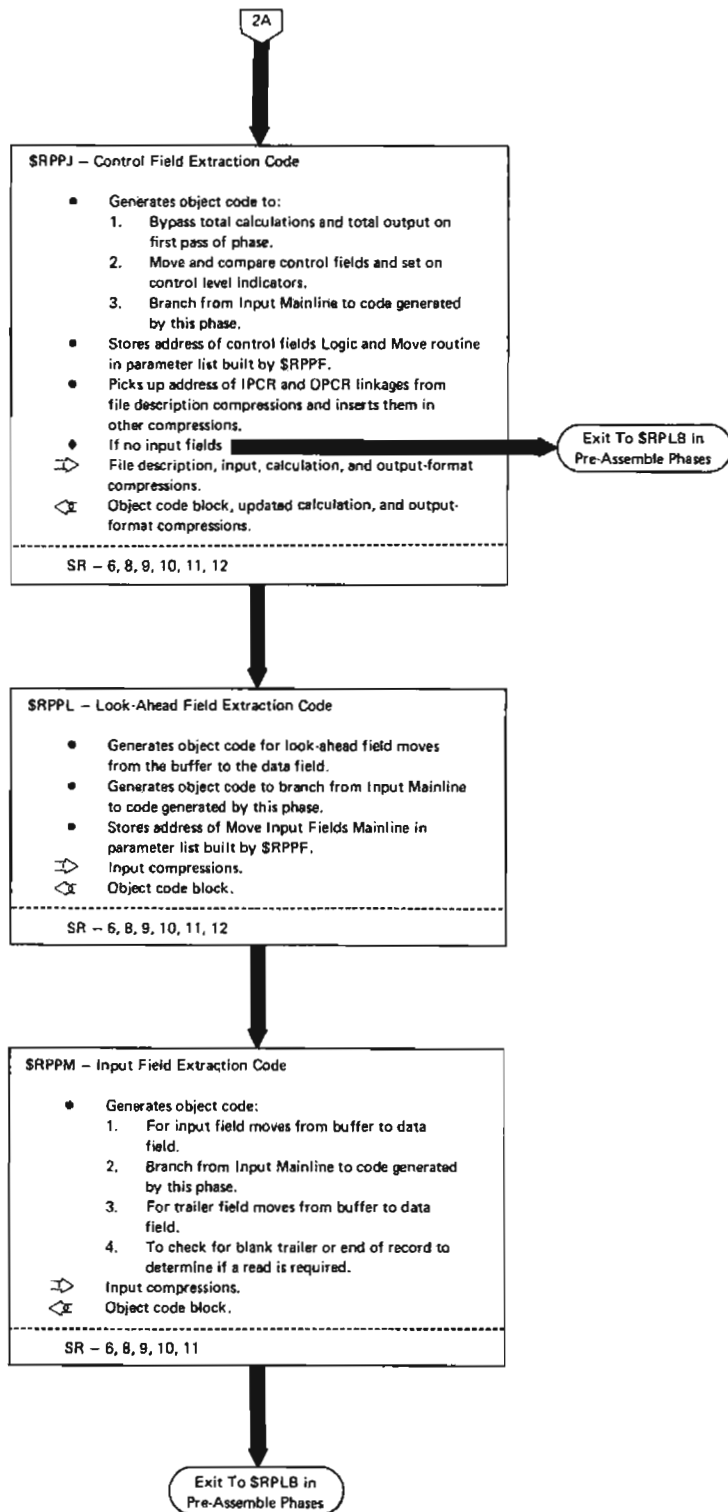 2A
$RPPJ – Control Field Extraction Code
• Generates object code to:
1. Bypass total calculations and total output on
first pass of phase.
2. Move and compare control fields and set on
control level indicators.
3. Branch from Input Mainline to code generated
by this phase.
• Stores address of control fields Logic and Move routine
in parameter list built by $RPPF.
• Picks up address of IPCR and OPCR linkages from
file description compressions and inserts them in
other compressions.
♦ If no input fields
Exit To $RPLB in
Pre-Assemble Phases
File description, input, calculation, and output-format
compressions.
Object code block, updated calculation, and output-
format compressions.
SR – 6, 8, 9, 10, 11, 12
$RPPL – Look-Ahead Field Extraction Code
• Generates object code for look-ahead field moves
from the buffer to the data field.
• Generates object code to branch from Input Mainline
to code generated by this phase.
• Stores address of Move Input Fields Mainline in
parameter list built by $RPPF.
Input compressions.
Object code block.
SR – 6, 8, 9, 10, 11, 12
$RPPM – Input Field Extraction Code
• Generates object code:
1. For input field moves from buffer to data
field.
2. Branch from Input Mainline to code generated
by this phase.
3. For trailer field moves from buffer to data
field.
4. To check for blank trailer or end of record to
determine if a read is required.
Input compressions.
Object code block.
SR – 6, 8, 9, 10, 11
Exit To $RPLB in
Pre-Assemble Phases